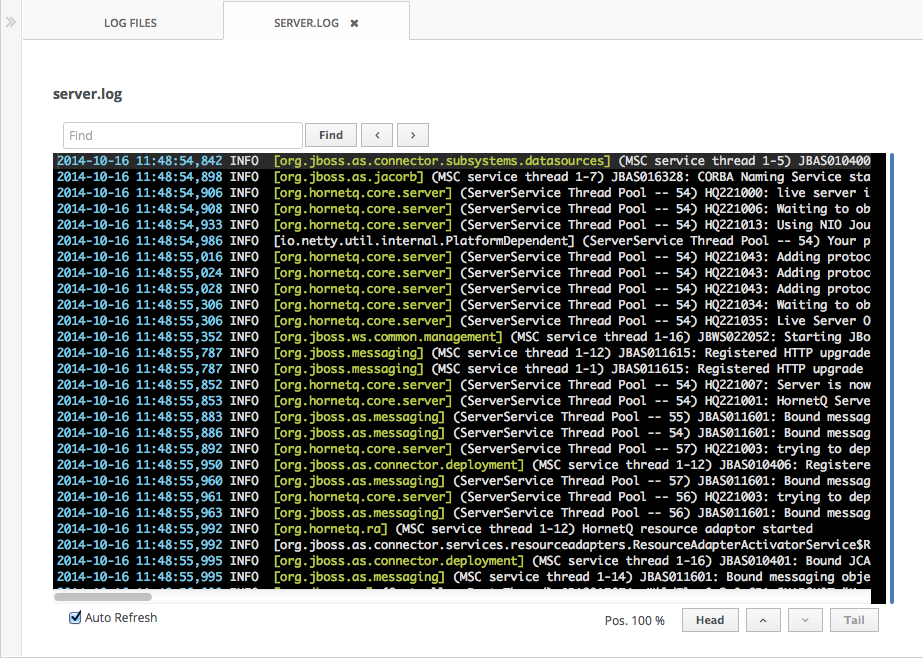 LOG FILES
SERVER.LOG ✖
server.log
Find
Find
‹
›
2014-10-16 11:48:54,842 INFO [org.jboss.as.connector.subsystems.datasources] (MSC service thread 1-5) JBAS010400
2014-10-16 11:48:54,898 INFO [org.jboss.as.jacorb] (MSC service thread 1-7) JBAS016328: CORBA Naming Service sta
2014-10-16 11:48:54,906 INFO [org.hornetq.core.server] (ServerService Thread Pool -- 54) HQ221000: live server i
2014-10-16 11:48:54,908 INFO [org.hornetq.core.server] (ServerService Thread Pool -- 54) HQ221006: Waiting to ob
2014-10-16 11:48:54,933 INFO [org.hornetq.core.server] (ServerService Thread Pool -- 54) HQ221013: Using NIO Jou
2014-10-16 11:48:54,986 INFO [io.netty.util.internal.PlatformDependent] (ServerService Thread Pool -- 54) Your p
2014-10-16 11:48:55,016 INFO [org.hornetq.core.server] (ServerService Thread Pool -- 54) HQ221043: Adding protoc
2014-10-16 11:48:55,024 INFO [org.hornetq.core.server] (ServerService Thread Pool -- 54) HQ221043: Adding protoc
2014-10-16 11:48:55,028 INFO [org.hornetq.core.server] (ServerService Thread Pool -- 54) HQ221043: Adding protoc
2014-10-16 11:48:55,306 INFO [org.hornetq.core.server] (ServerService Thread Pool -- 54) HQ221034: Waiting to ob
2014-10-16 11:48:55,306 INFO [org.hornetq.core.server] (ServerService Thread Pool -- 54) HQ221035: Live Server O
2014-10-16 11:48:55,352 INFO [org.jboss.ws.common.management] (MSC service thread 1-16) JBWS022052: Starting JBo
2014-10-16 11:48:55,787 INFO [org.jboss.messaging] (MSC service thread 1-12) JBAS011615: Registered HTTP upgrade
2014-10-16 11:48:55,787 INFO [org.jboss.messaging] (MSC service thread 1-1) JBAS011615: Registered HTTP upgrade
2014-10-16 11:48:55,852 INFO [org.hornetq.core.server] (ServerService Thread Pool -- 54) HQ221007: Server is now
2014-10-16 11:48:55,853 INFO [org.hornetq.core.server] (ServerService Thread Pool -- 54) HQ221001: HornetQ Serve
2014-10-16 11:48:55,883 INFO [org.jboss.as.messaging] (ServerService Thread Pool -- 55) JBAS011601: Bound messag
2014-10-16 11:48:55,886 INFO [org.jboss.as.messaging] (ServerService Thread Pool -- 54) JBAS011601: Bound messag
2014-10-16 11:48:55,892 INFO [org.hornetq.core.server] (ServerService Thread Pool -- 57) HQ221003: trying to dep
2014-10-16 11:48:55,950 INFO [org.jboss.as.connector.deployment] (MSC service thread 1-12) JBAS010406: Registere
2014-10-16 11:48:55,960 INFO [org.jboss.as.messaging] (ServerService Thread Pool -- 57) JBAS011601: Bound messag
2014-10-16 11:48:55,961 INFO [org.hornetq.core.server] (ServerService Thread Pool -- 56) HQ221003: trying to dep
2014-10-16 11:48:55,963 INFO [org.jboss.as.messaging] (ServerService Thread Pool -- 56) JBAS011601: Bound messag
2014-10-16 11:48:55,992 INFO [org.hornetq.ra] (MSC service thread 1-12) HornetQ resource adaptor started
2014-10-16 11:48:55,992 INFO [org.jboss.as.connector.services.resourceadapters.ResourceAdapterActivatorService$R
2014-10-16 11:48:55,995 INFO [org.jboss.as.connector.deployment] (MSC service thread 1-16) JBAS010401: Bound JCA
2014-10-16 11:48:55,995 INFO [org.jboss.as.messaging] (MSC service thread 1-14) JBAS011601: Bound messaging obje
Auto Refresh
Pos. 100 %
Head
Tail